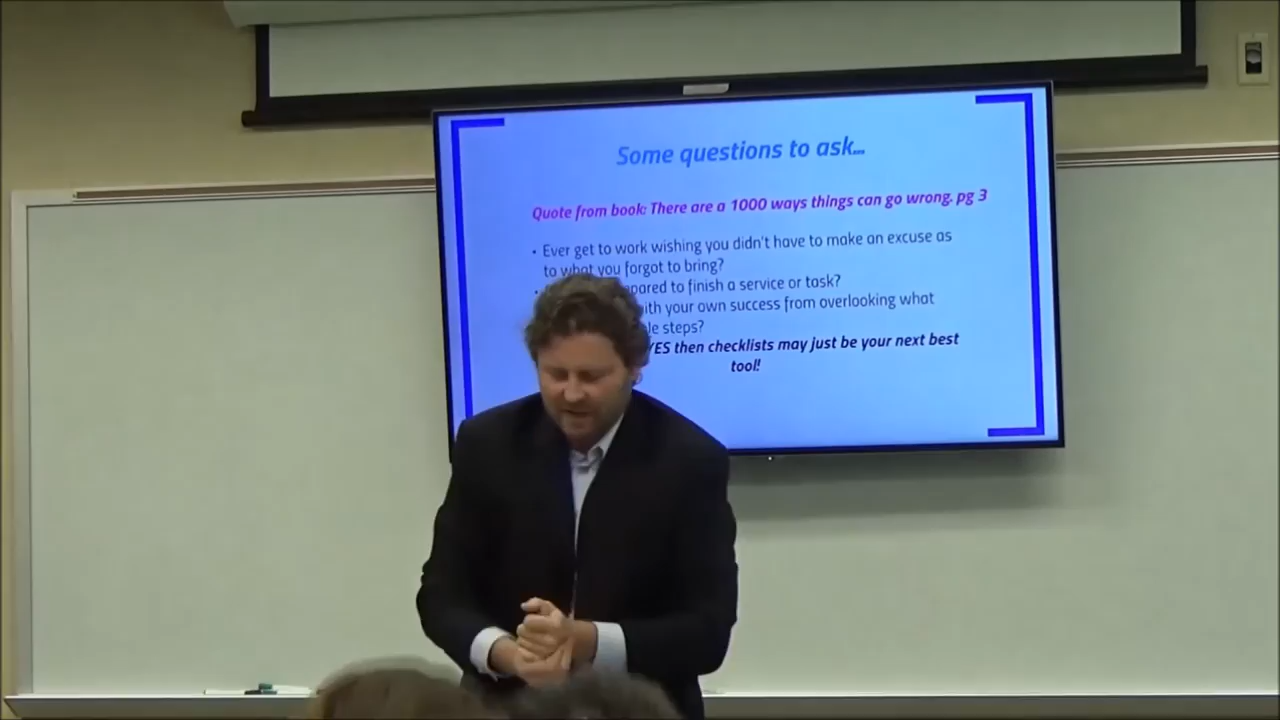 Some questions to ask...
Quote from book: There are a 1000 ways things can go wrong. pg 3
• Ever get to work wishing you didn't have to make an excuse as
to what you forgot to bring?
to finish a service or task?
with your own success from overlooking what
steps?
YES then checklists may just be your next best
tool!